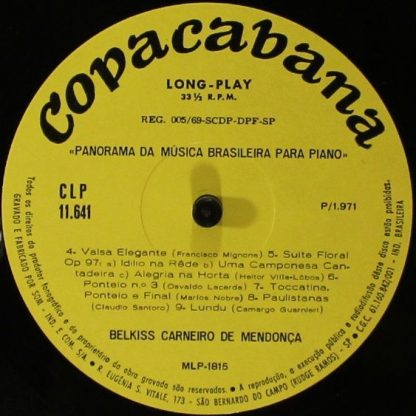 Copacabana
LONG-PLAY
33 ⅓ R.P.M.
REG. 005/69-SCDP-DPF-SP
«PANORAMA DA MÚSICA BRASILEIRA PARA PIANO»
CLP
11.641
P/1.971
4. Valsa Elegante (Francisco Mignone) 5- Suíte Floral
Op 97: a) Idílio na Rêde b) Uma Camponesa Can-
tadeira c) Alegria na Horta (Heitor Villa-Lôbos) 6-
Ponteio n.º 3 (Osvaldo Lacerda) 7- Toccatina,
Ponteio e Final (Marlos Nobre) 8- Paulistanas
(Claudio Santoro) 9- Lundu (Camargo Guarnieri)
BELKISS CARNEIRO DE MENDONÇA
MLP-1815
Todos os direitos do produtor fonográfico e do proprietário da obra gravada são reservados. • A reprodução, a execução pública e radiodifusão dêste disco estão proibidas.
GRAVADO E FABRICADO POR SOM - IND. E COM. S/A. - R. EUGÊNIA S. VITALE, 173 - SÃO BERNARDO DO CAMPO (RUDGE RAMOS) - SP - C.G.C. 61.160.842/001 - IND. BRASILEIRA